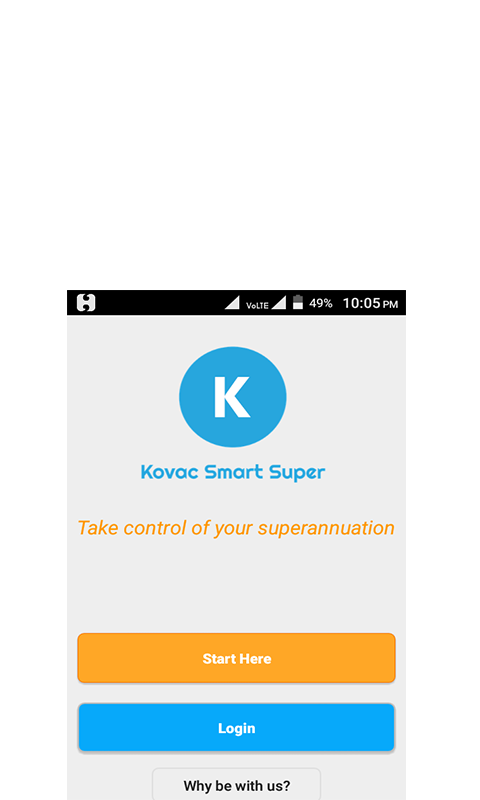 VoLTE 49% 10:05 PM
K
Kovac Smart Super
Take control of your superannuation
Start Here
Login
Why be with us?